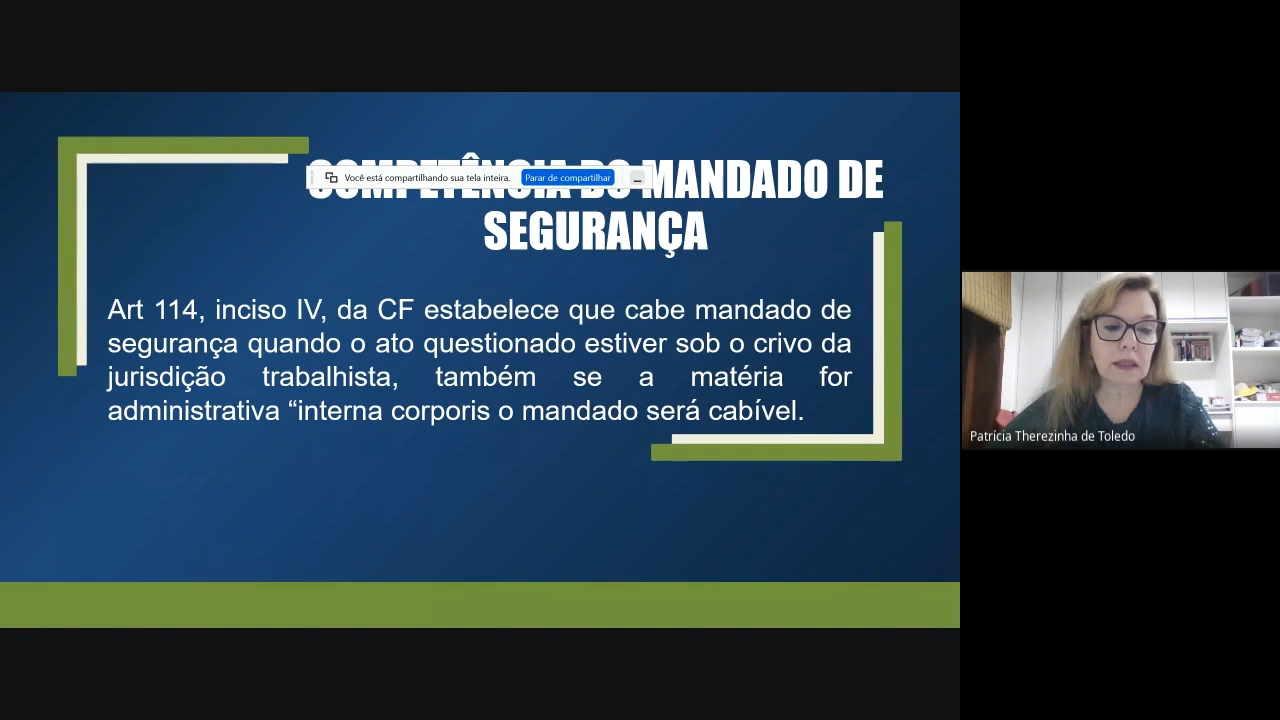 COMPETÊNCIA DO MANDADO DE
Você está compartilhando sua tela inteira.
Parar de compartilhar
SEGURANÇA
Art 114, inciso IV, da CF estabelece que cabe mandado de
segurança quando o ato questionado estiver sob o crivo da
jurisdição trabalhista, também se a matéria for
administrativa “interna corporis o mandado será cabível.
Patrícia Therezinha de Toledo